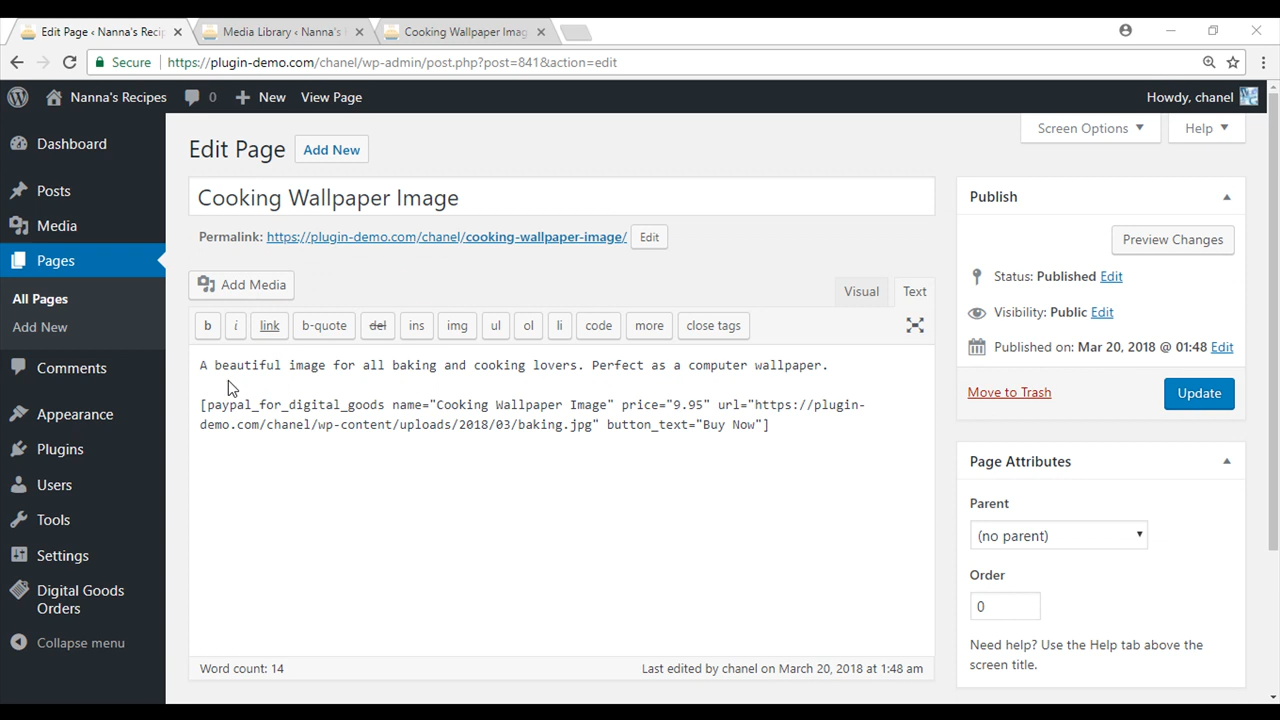 Edit Page ‹ Nanna's Recip
Media Library ‹ Nanna's
Cooking Wallpaper Imag
Secure
https://plugin-demo.com/chanel/wp-admin/post.php?post=841&action=edit
Nanna's Recipes
0
New
View Page
Howdy, chanel
Dashboard
Posts
Media
Pages
All Pages
Add New
Comments
Appearance
Plugins
Users
Tools
Settings
Digital Goods
Orders
Collapse menu
Screen Options
Help
Edit Page
Add New
Cooking Wallpaper Image
Permalink: https://plugin-demo.com/chanel/cooking-wallpaper-image/
Edit
Add Media
Visual
Text
b
i
link
b-quote
del
ins
img
ul
ol
li
code
more
close tags
A beautiful image for all baking and cooking lovers. Perfect as a computer wallpaper.
[paypal_for_digital_goods name="Cooking Wallpaper Image" price="9.95" url="https://plugin-
demo.com/chanel/wp-content/uploads/2018/03/baking.jpg" button_text="Buy Now"]
Word count: 14
Last edited by chanel on March 20, 2018 at 1:48 am
Publish
Preview Changes
Status: Published Edit
Visibility: Public Edit
Published on: Mar 20, 2018 @ 01:48 Edit
Move to Trash
Update
Page Attributes
Parent
(no parent)
Order
0
Need help? Use the Help tab above the
screen title.